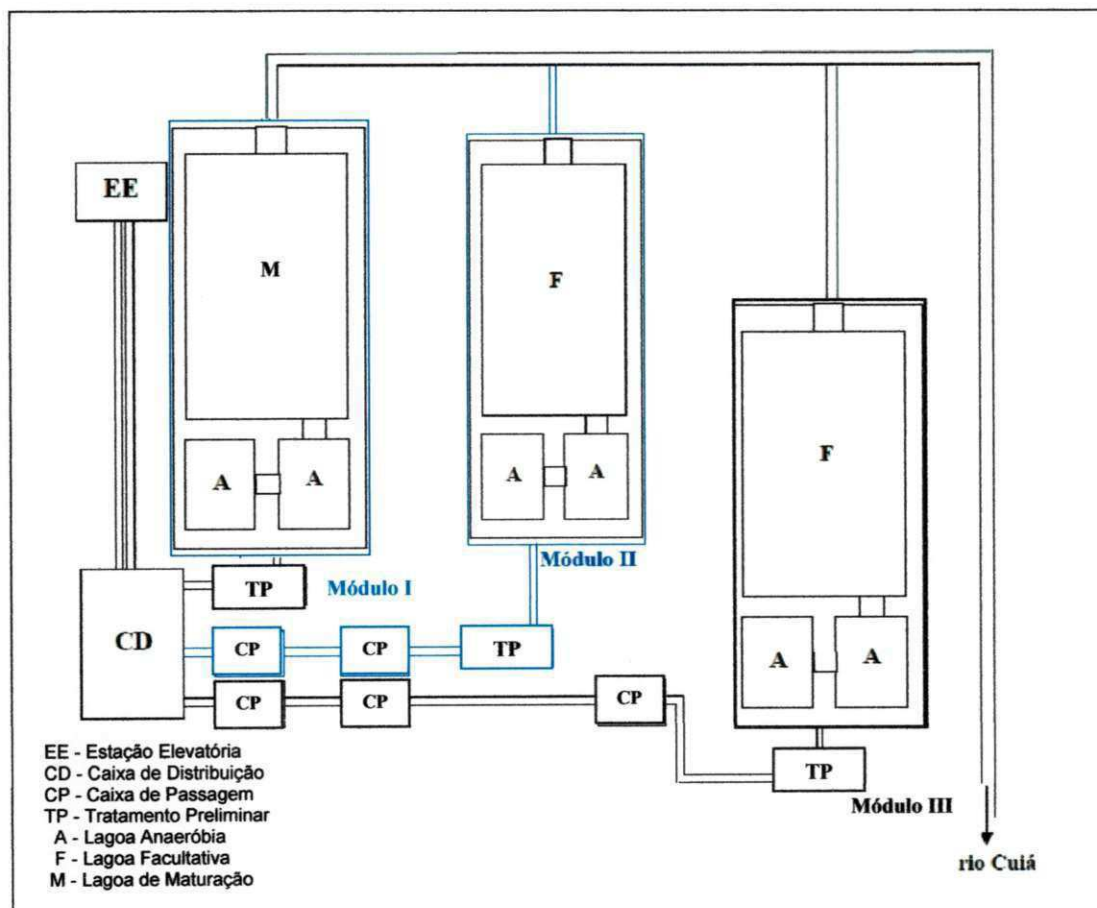 EE
M
F
F
A
A
A
A
Módulo II
TP
Módulo I
CD
CP
CP
TP
A
A
CP
CP
CP
TP
Módulo III
EE - Estação Elevatória
CD - Caixa de Distribuição
CP - Caixa de Passagem
TP - Tratamento Preliminar
A - Lagoa Anaeróbia
F - Lagoa Facultativa
M - Lagoa de Maturação
rio Cuiá